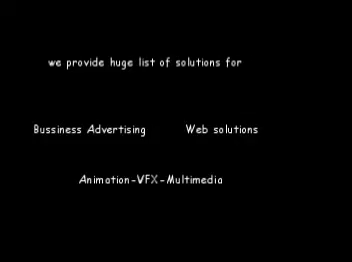 we provide huge list of solutions for
Bussiness Advertising Web solutions
Animation-VFX-Multimedia